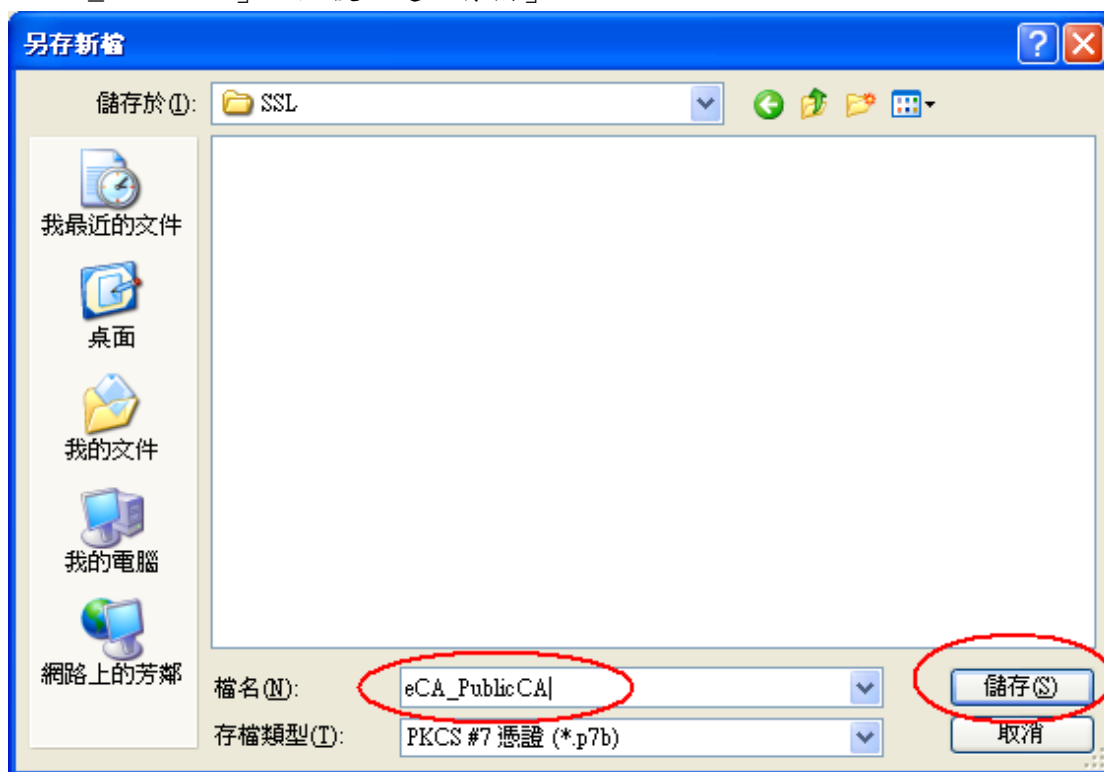 另存新檔
儲存於(I):
SSL
我最近的文件
桌面
我的文件
我的電腦
網路上的芳鄰
檔名(N):
eCA_PublicCA
儲存(S)
存檔類型(T):
PKCS #7 憑證 (*.p7b)
取消